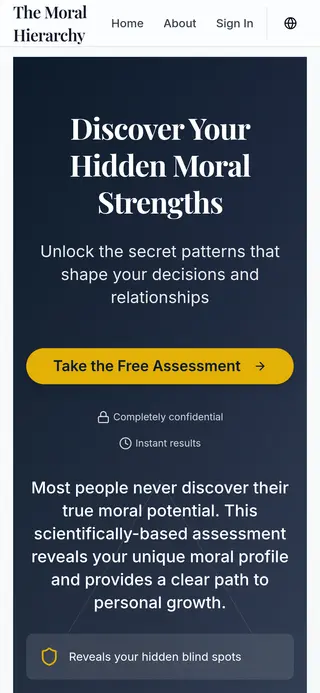 The Moral
Hierarchy
Home
About
Sign In
Discover Your
Hidden Moral
Strengths
Unlock the secret patterns that
shape your decisions and
relationships
Take the Free Assessment
Completely confidential
Instant results
Most people never discover their
true moral potential. This
scientifically-based assessment
reveals your unique moral profile
and provides a clear path to
personal growth.
Reveals your hidden blind spots